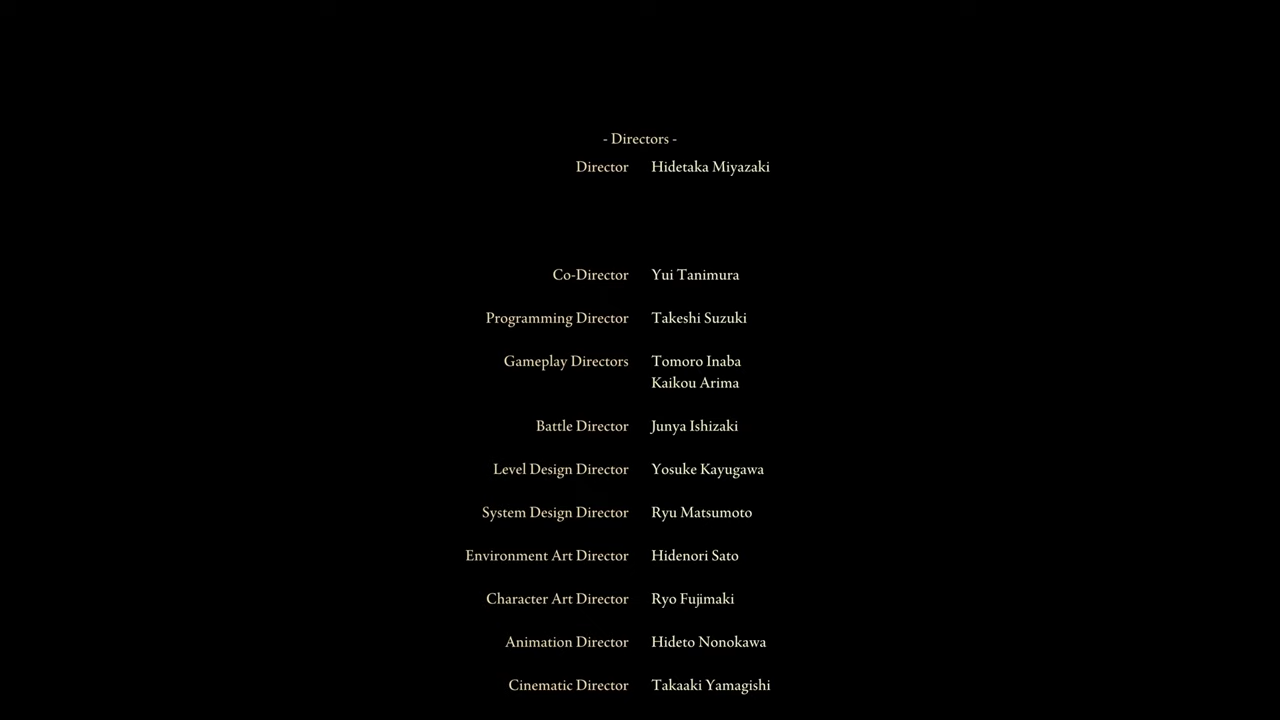 - Directors -
Director Hidetaka Miyazaki
Co-Director Yui Tanimura
Programming Director Takeshi Suzuki
Gameplay Directors Tomoro Inaba
Kaikou Arima
Battle Director Junya Ishizaki
Level Design Director Yosuke Kayugawa
System Design Director Ryu Matsumoto
Environment Art Director Hidenori Sato
Character Art Director Ryo Fujimaki
Animation Director Hideto Nonokawa
Cinematic Director Takaaki Yamagishi